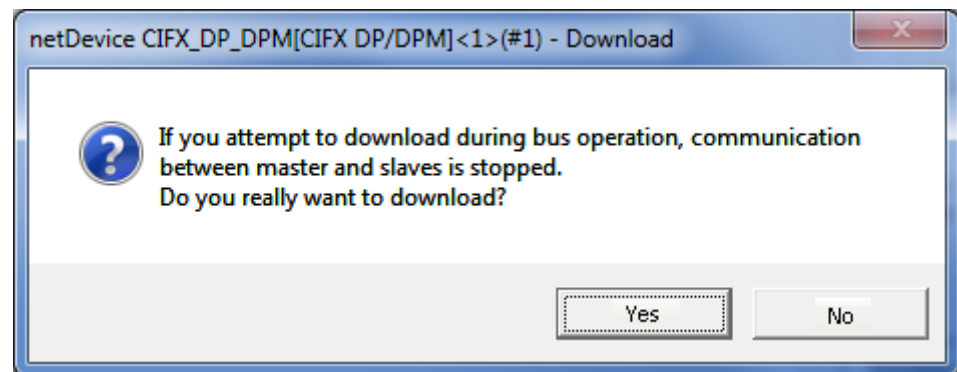 netDevice CIFX_DP_DPM[CIFX DP/DPM]<1>(#1) - Download
If you attempt to download during bus operation, communication
between master and slaves is stopped.
Do you really want to download?
Yes
No